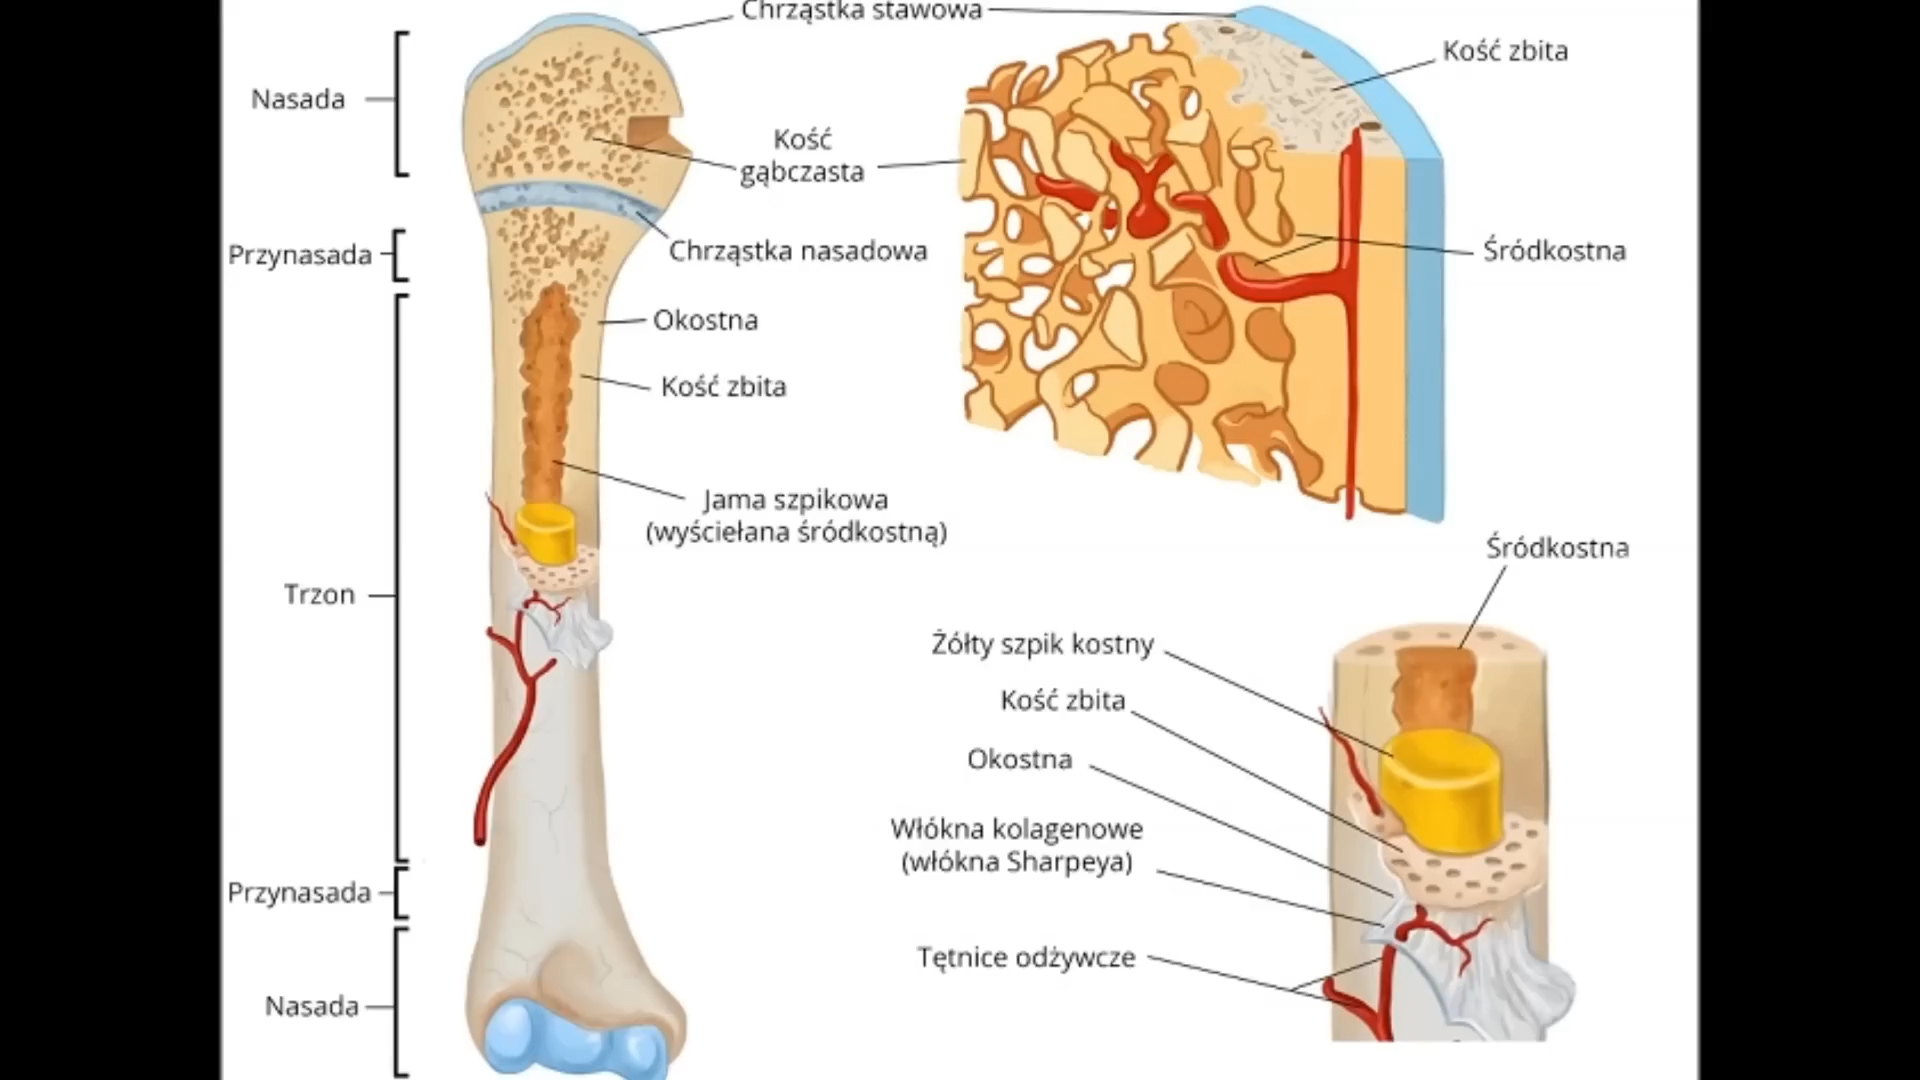 Chrząstka stawowa
Kość zbita
Nasada
Kość
gąbczasta
Przynasada
Chrząstka nasadowa
Śródkostna
Okostna
Kość zbita
Jama szpikowa
(wyściełana śródkostną)
Trzon
Śródkostna
Żółty szpik kostny
Kość zbita
Okostna
Włókna kolagenowe
(włókna Sharpeya)
Przynasada
Tętnice odżywcze
Nasada